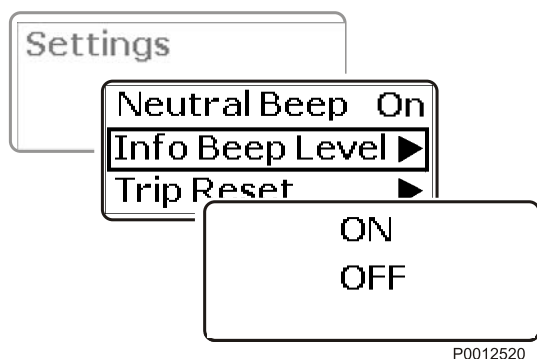 Settings
Neutral Beep On
Info Beep Level ▶
Trip Reset ▶
ON
OFF
P0012520